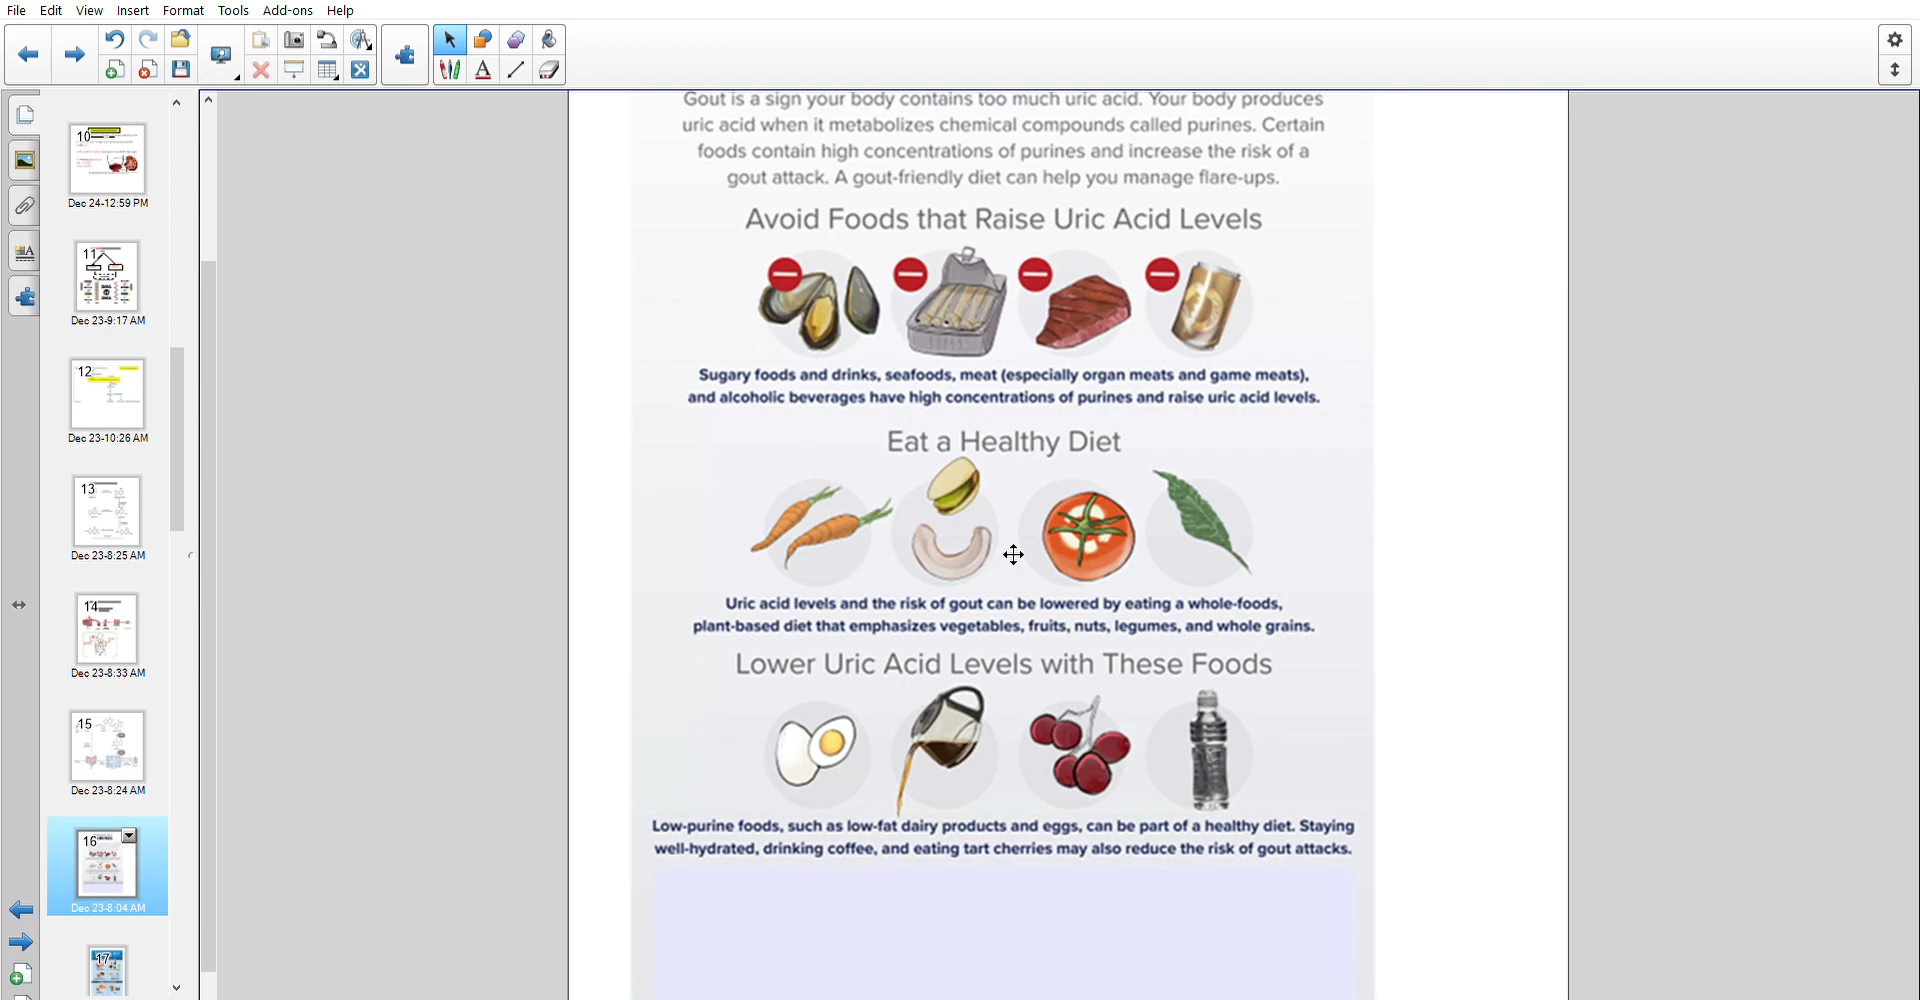 File Edit View Insert Format Tools Add-ons Help
10
Dec 24-12:59 PM
11
Dec 23-9:17 AM
12
Dec 23-10:26 AM
13
Dec 23-8:25 AM
14
Dec 23-8:33 AM
15
Dec 23-8:24 AM
16
Dec 23-8:04 AM
17
Gout is a sign your body contains too much uric acid. Your body produces
uric acid when it metabolizes chemical compounds called purines. Certain
foods contain high concentrations of purines and increase the risk of a
gout attack. A gout-friendly diet can help you manage flare-ups.
Avoid Foods that Raise Uric Acid Levels
Sugary foods and drinks, seafoods, meat (especially organ meats and game meats),
and alcoholic beverages have high concentrations of purines and raise uric acid levels.
Eat a Healthy Diet
Uric acid levels and the risk of gout can be lowered by eating a whole-foods,
plant-based diet that emphasizes vegetables, fruits, nuts, legumes, and whole grains.
Lower Uric Acid Levels with These Foods
Low-purine foods, such as low-fat dairy products and eggs, can be part of a healthy diet. Staying
well-hydrated, drinking coffee, and eating tart cherries may also reduce the risk of gout attacks.